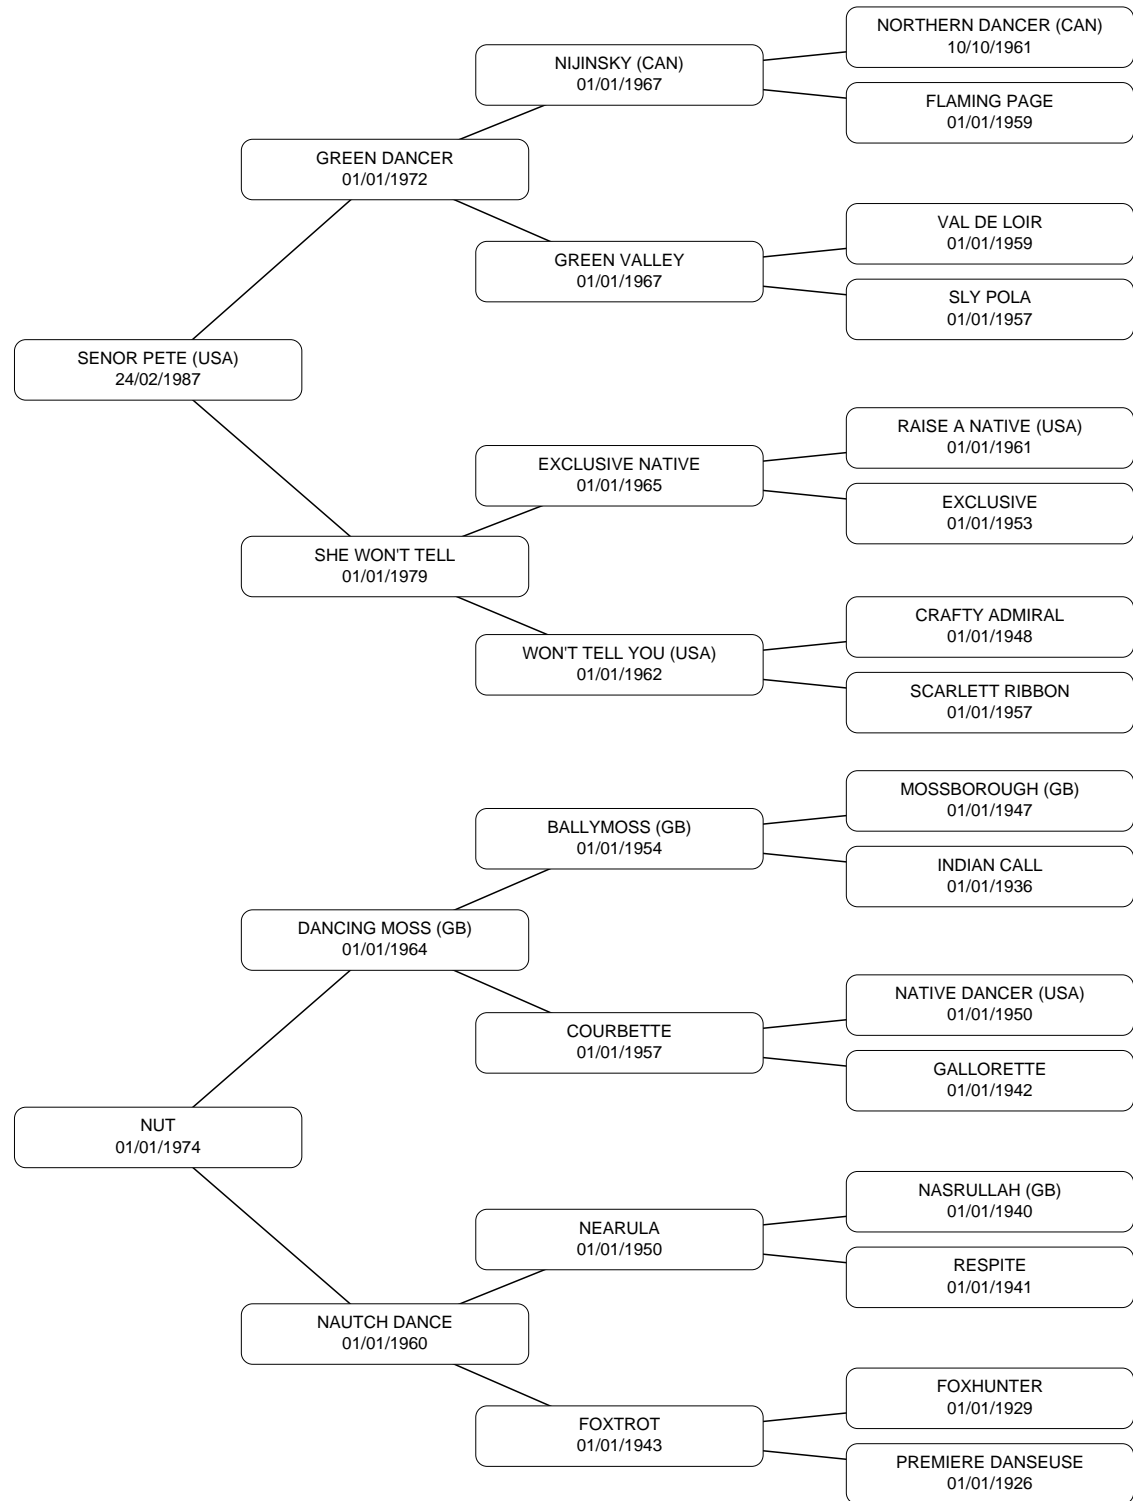 NORTHERN DANCER (CAN)
10/10/1961
NIJINSKY (CAN)
01/01/1967
FLAMING PAGE
01/01/1959
GREEN DANCER
01/01/1972
VAL DE LOIR
01/01/1959
GREEN VALLEY
01/01/1967
SLY POLA
01/01/1957
SENOR PETE (USA)
24/02/1987
RAISE A NATIVE (USA)
01/01/1961
EXCLUSIVE NATIVE
01/01/1965
EXCLUSIVE
01/01/1953
SHE WON'T TELL
01/01/1979
CRAFTY ADMIRAL
01/01/1948
WON'T TELL YOU (USA)
01/01/1962
SCARLETT RIBBON
01/01/1957
MOSSBOROUGH (GB)
01/01/1947
BALLYMOSS (GB)
01/01/1954
INDIAN CALL
01/01/1936
DANCING MOSS (GB)
01/01/1964
NATIVE DANCER (USA)
01/01/1950
COURBETTE
01/01/1957
GALLORETTE
01/01/1942
NUT
01/01/1974
NASRULLAH (GB)
01/01/1940
NEARULA
01/01/1950
RESPITE
01/01/1941
NAUTCH DANCE
01/01/1960
FOXHUNTER
01/01/1929
FOXTROT
01/01/1943
PREMIERE DANSEUSE
01/01/1926